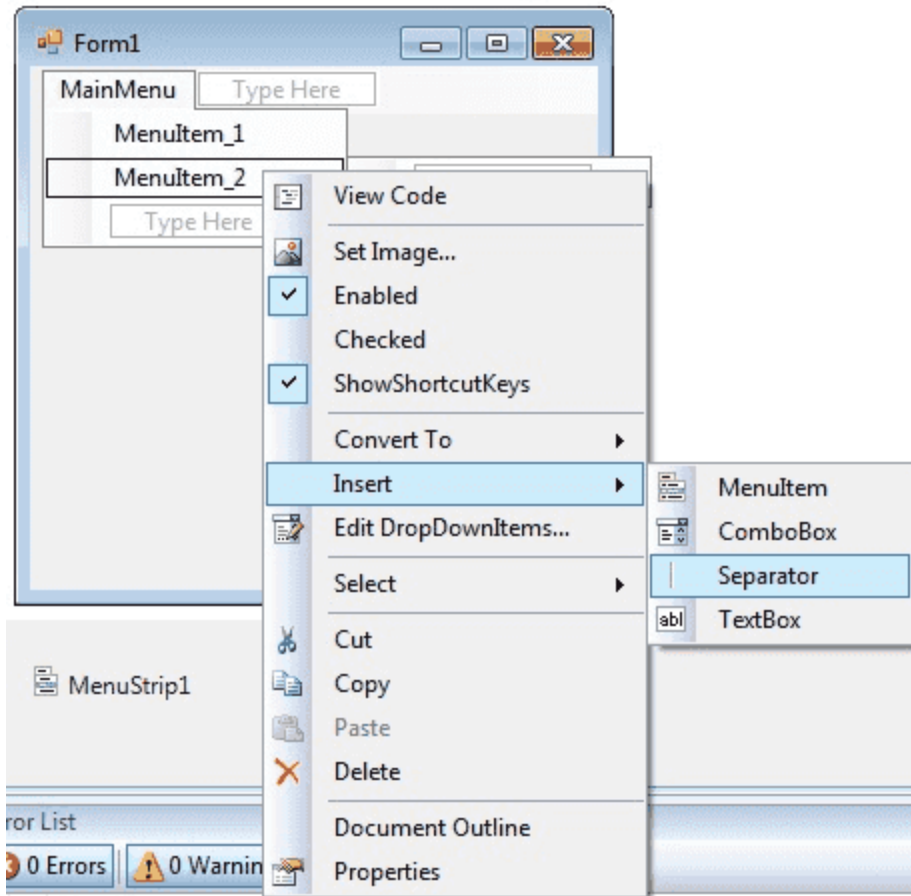 Form1
MainMenu Type Here
MenuItem_1
MenuItem_2
Type Here
View Code
Set Image...
Enabled
Checked
ShowShortcutKeys
Convert To
Insert
Edit DropDownItems...
Select
Cut
Copy
Paste
Delete
Document Outline
Properties
MenuItem
ComboBox
Separator
abl TextBox
MenuStrip1
ror List
0 Errors 0 Warnin